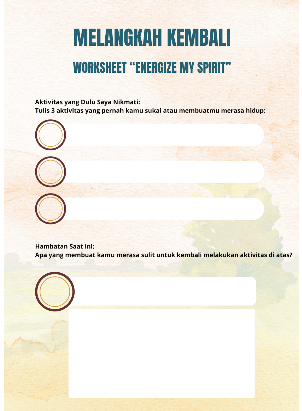 MELANGKAH KEMBALI
WORKSHEET "ENERGIZE MY SPIRIT"
Aktivitas yang Dulu Saya Nikmati:
Tulis 3 aktivitas yang pernah kamu sukai atau membuatmu merasa hidup:
Hambatan Saat Ini:
Apa yang membuat kamu merasa sulit untuk kembali melakukan aktivitas di atas?